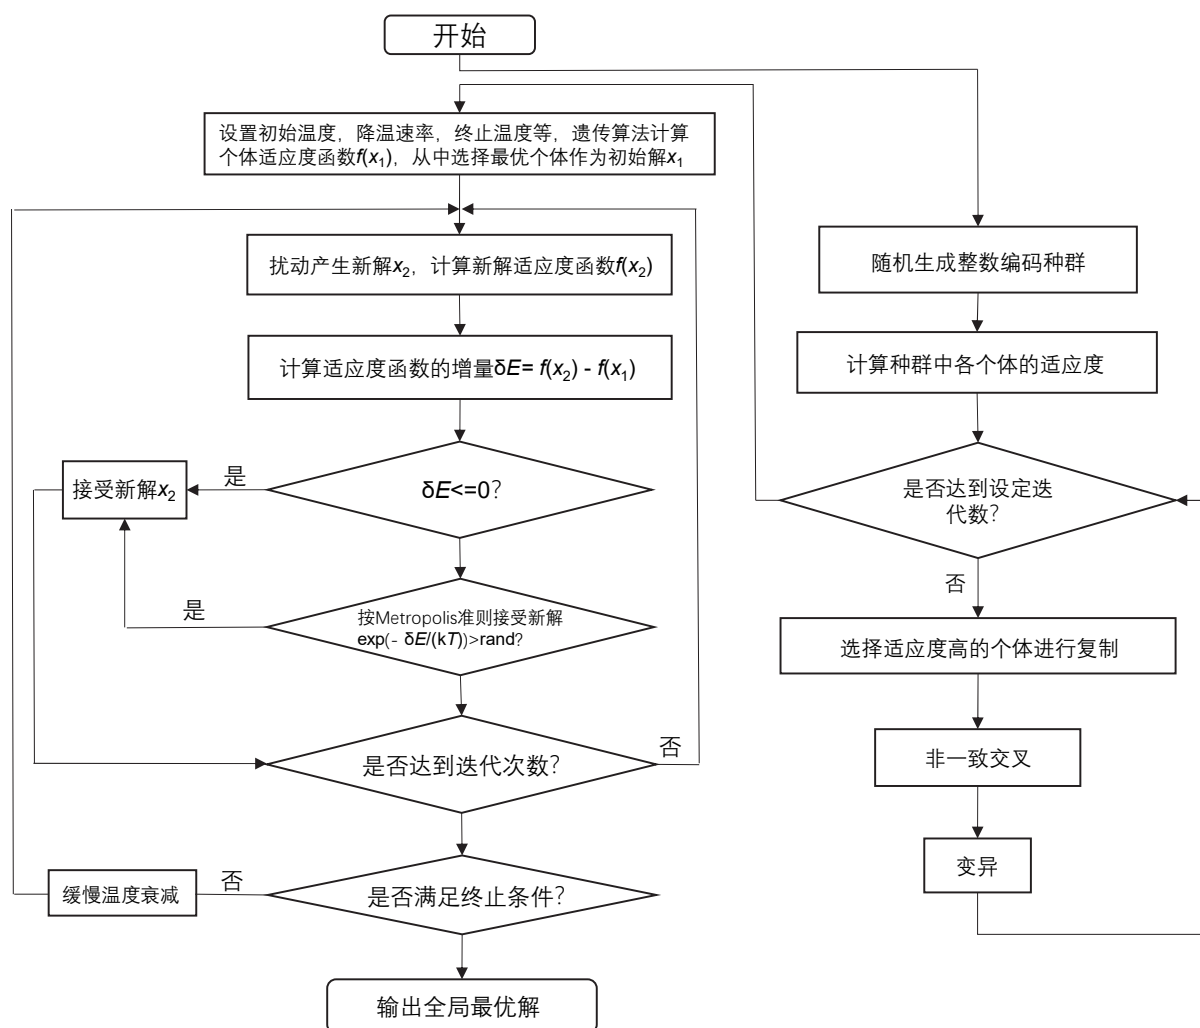 开始
设置初始温度，降温速率，终止温度等，遗传算法计算
个体适应度函数f(x₁)，从中选择最优个体作为初始解x₁
扰动产生新解x₂，计算新解适应度函数f(x₂)
计算适应度函数的增量δE= f(x₂) - f(x₁)
δE<=0？
是
接受新解x₂
按Metropolis准则接受新解
exp(- δE/(kT))>rand?
是
是否达到迭代次数？
否
是否满足终止条件？
否
缓慢温度衰减
输出全局最优解
随机生成整数编码种群
计算种群中各个体的适应度
是否达到设定迭
代数？
否
选择适应度高的个体进行复制
非一致交叉
变异